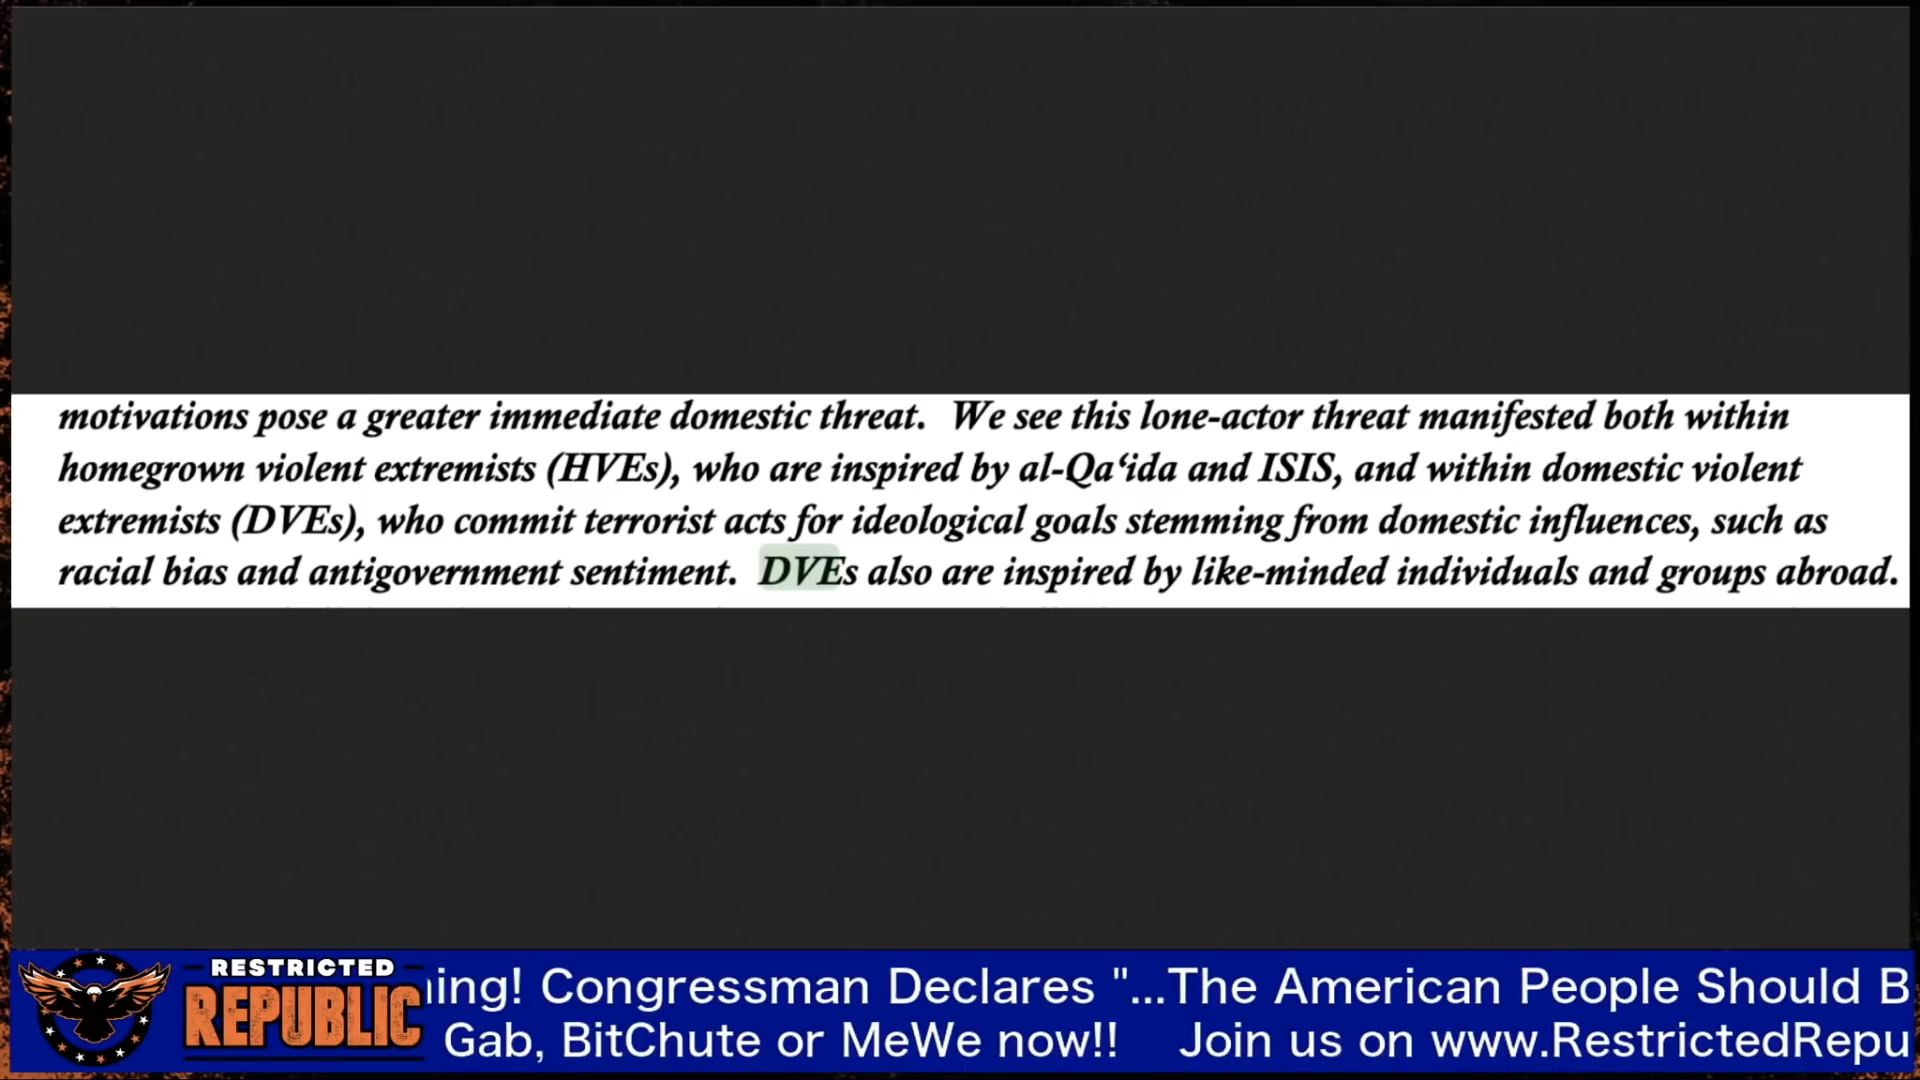 motivations pose a greater immediate domestic threat. We see this lone-actor threat manifested both within
homegrown violent extremists (HVEs), who are inspired by al-Qa‘ida and ISIS, and within domestic violent
extremists (DVEs), who commit terrorist acts for ideological goals stemming from domestic influences, such as
racial bias and antigovernment sentiment. DVEs also are inspired by like-minded individuals and groups abroad.
RESTRICTED
REPUBLIC
ing! Congressman Declares "...The American People Should B
Gab, BitChute or MeWe now!! Join us on www.RestrictedRepu